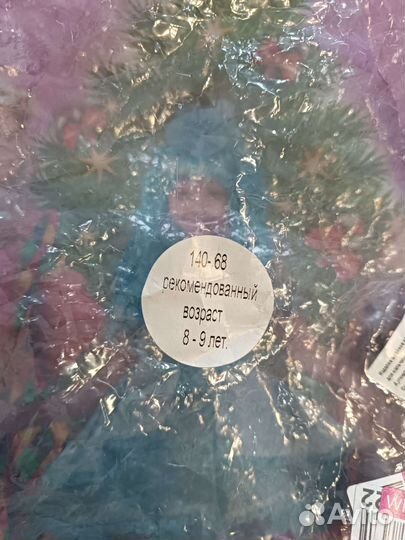 140- 68
рекомендованный
возраст
8 - 9 лет.
Avito